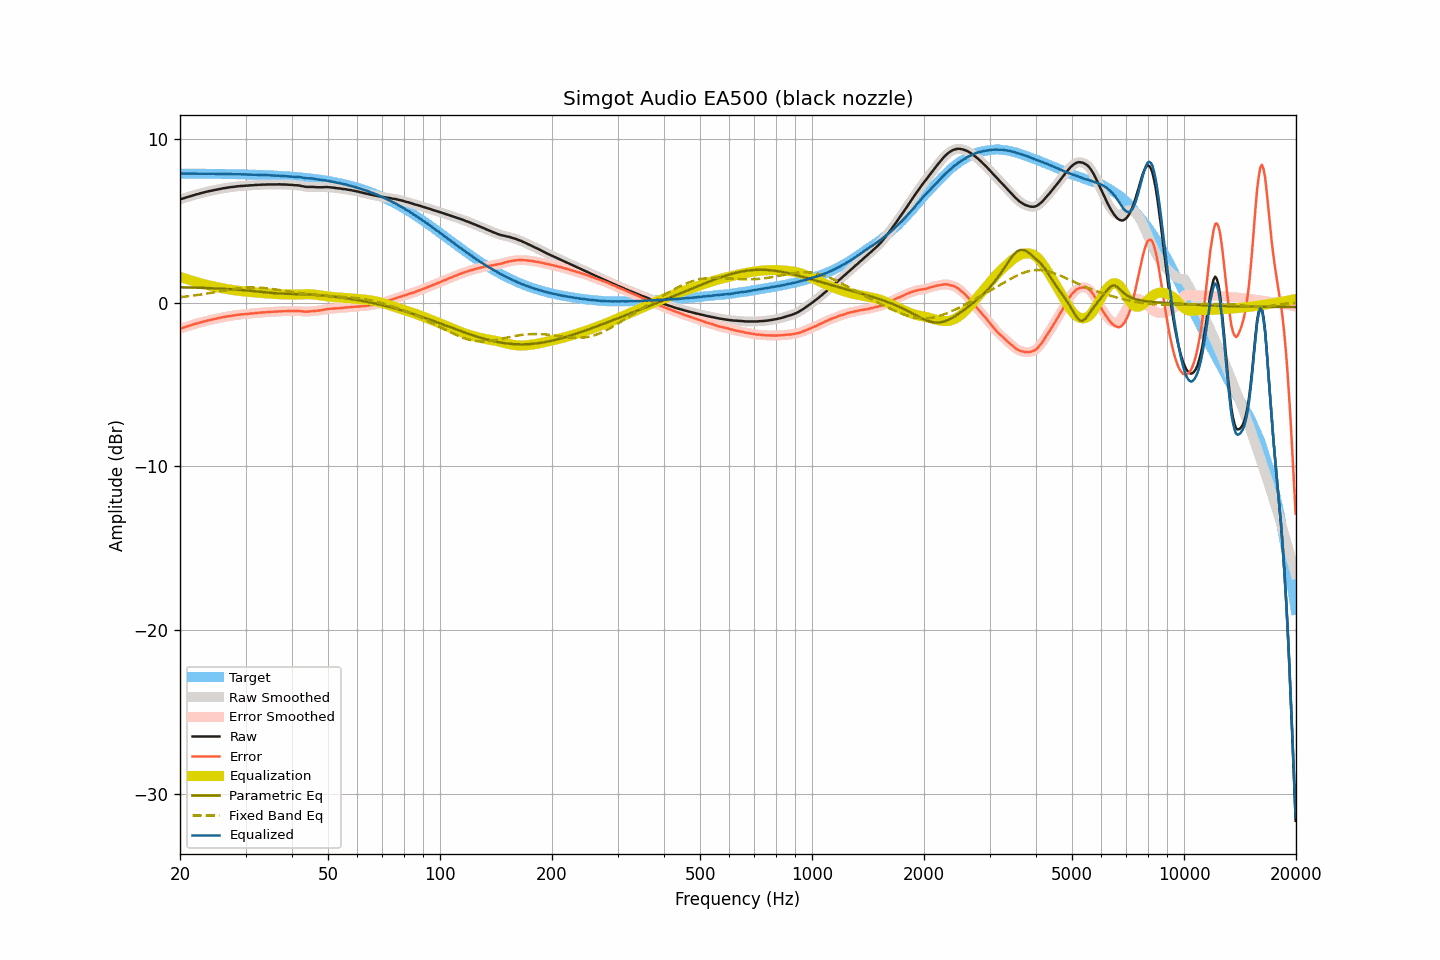 Simgot Audio EA500 (black nozzle)
10
0
−10
−20
−30
Amplitude (dBr)
Target
Raw Smoothed
Error Smoothed
Raw
Error
Equalization
Parametric Eq
Fixed Band Eq
Equalized
20 50 100 200 500 1000 2000 5000 10000 20000
Frequency (Hz)